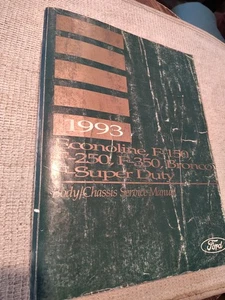 1993
Econoline, F-150,
F-250, F-350, Bronco,
F-Super Duty
Body/Chassis Service Manual
Ford